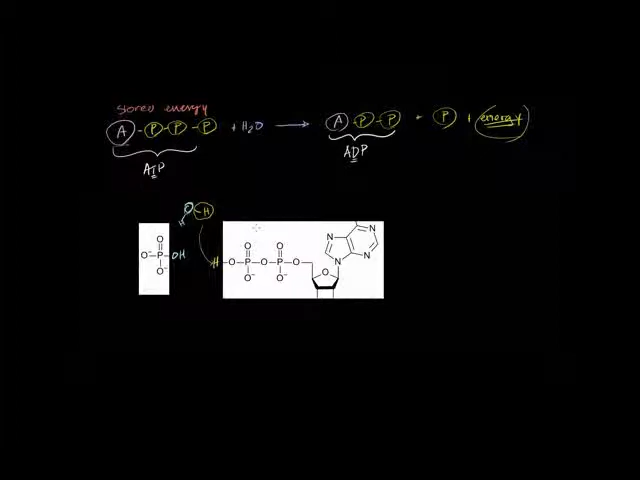 stored energy
A - P - P - P + H₂O → A - P - P + P + energy
ATP
ADP
O - H
H
O
O⁻ P OH
O⁻
H O P O P O
O O
O⁻ O⁻
O
N N N N